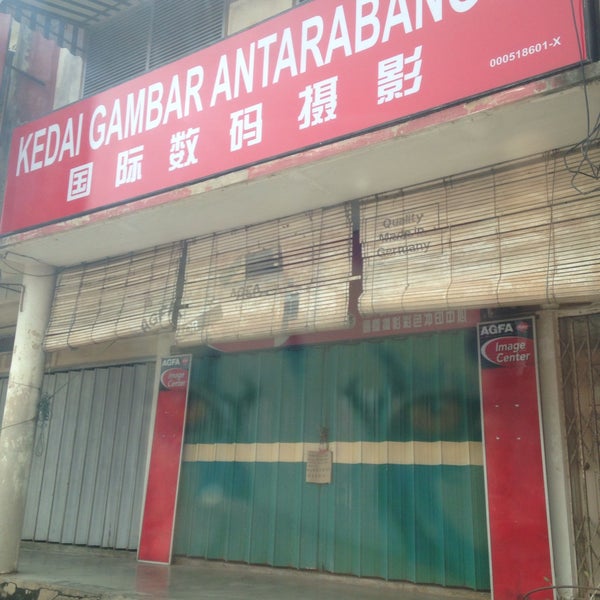 KEDAI GAMBAR ANTARABANG
000518601-X
国际数码摄影
Quality
Made in
Germany
AGFA
AGFA
Image
Center
AGFA
Image
Center